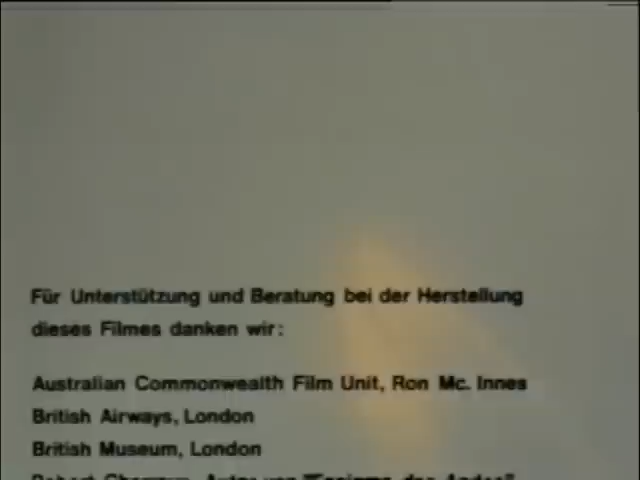 Für Unterstützung und Beratung bei der Herstellung
dieses Filmes danken wir:
Australian Commonwealth Film Unit, Ron Mc. Innes
British Airways, London
British Museum, London